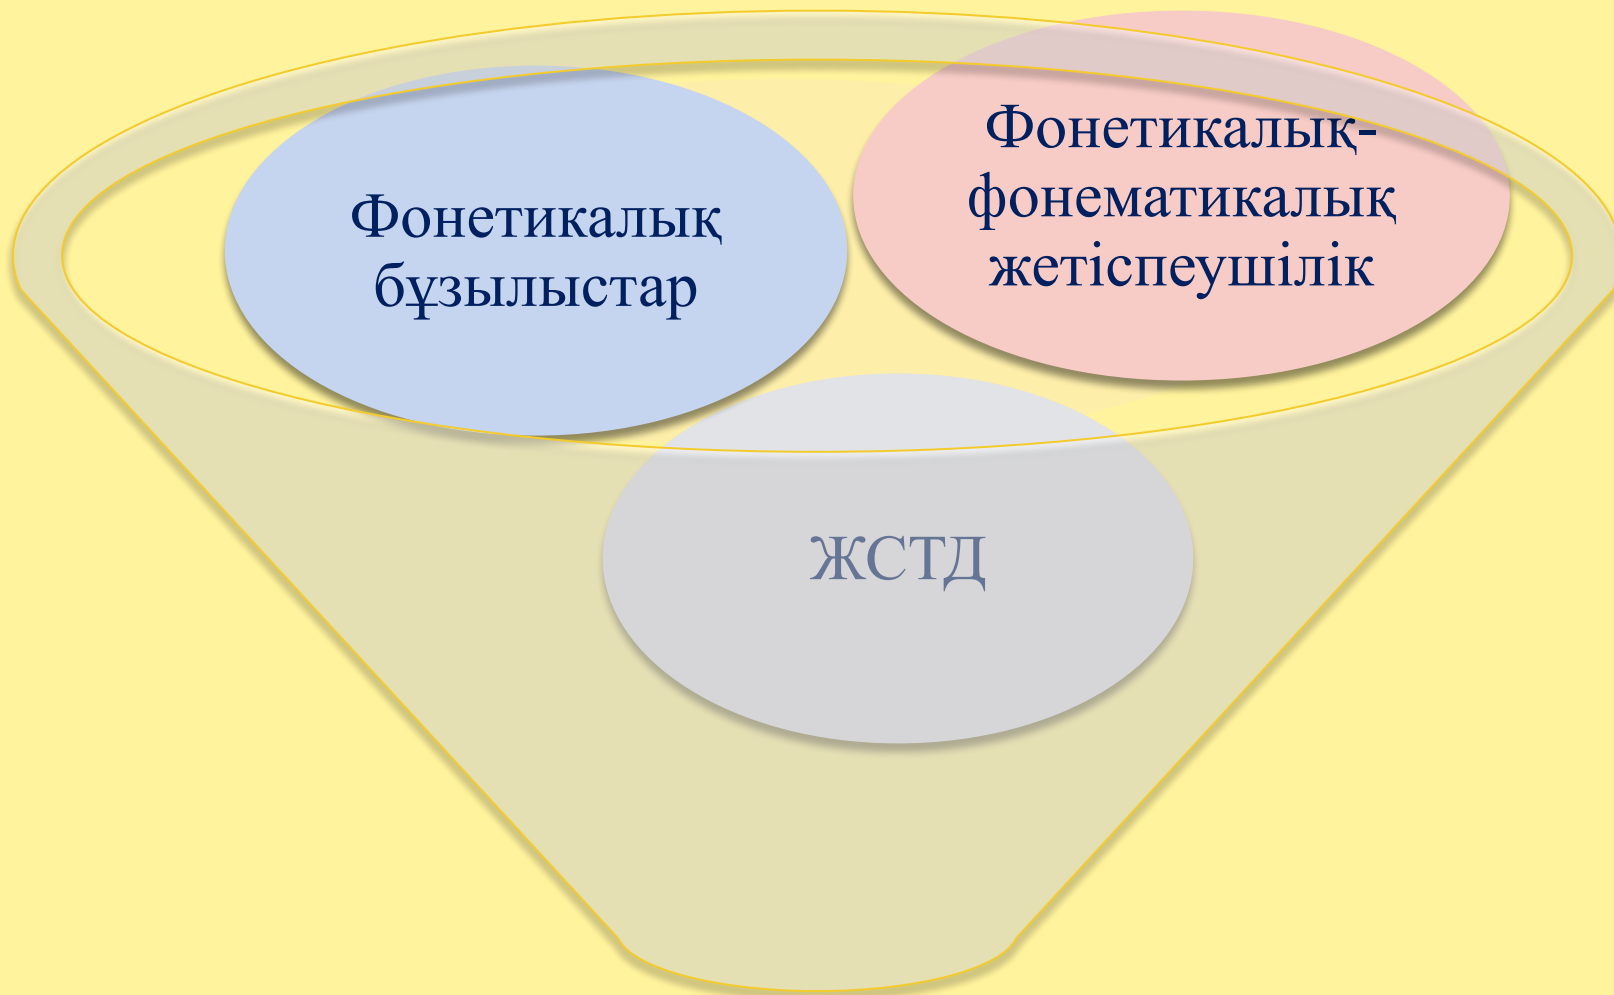 Фонетикалық
бұзылыстар
Фонетикалық-
фонематикалық
жетіспеушілік
ЖСТД